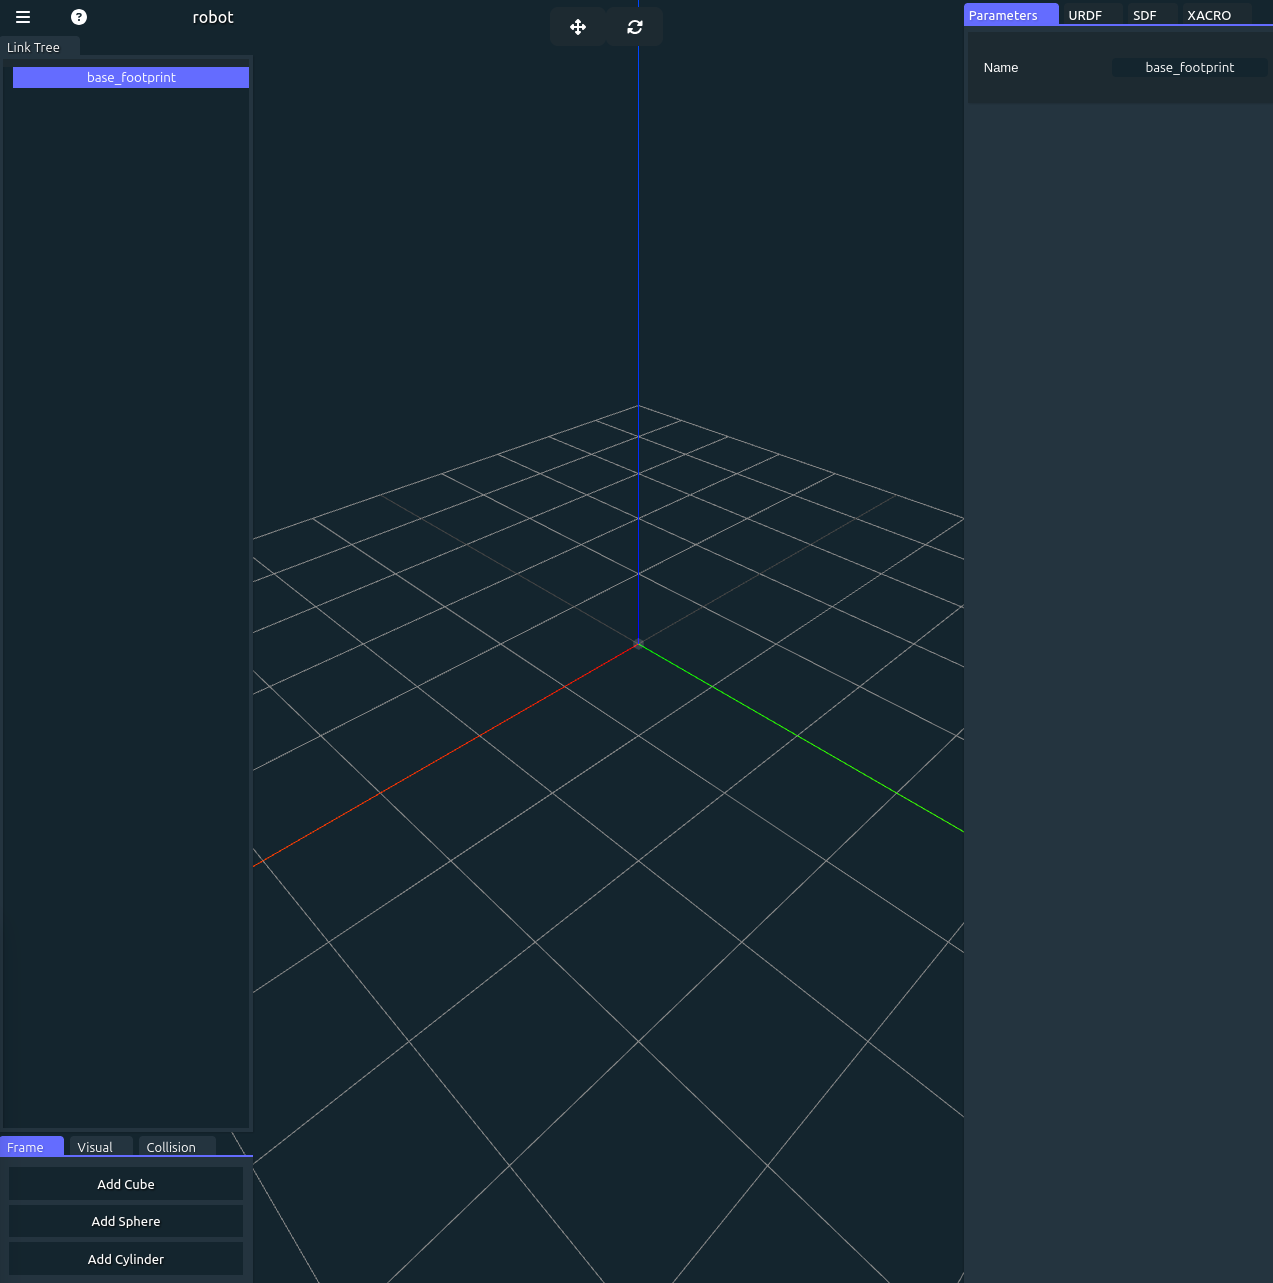 robot
Link Tree
base_footprint
Parameters URDF SDF XACRO
Name base_footprint
Frame Visual Collision
Add Cube
Add Sphere
Add Cylinder